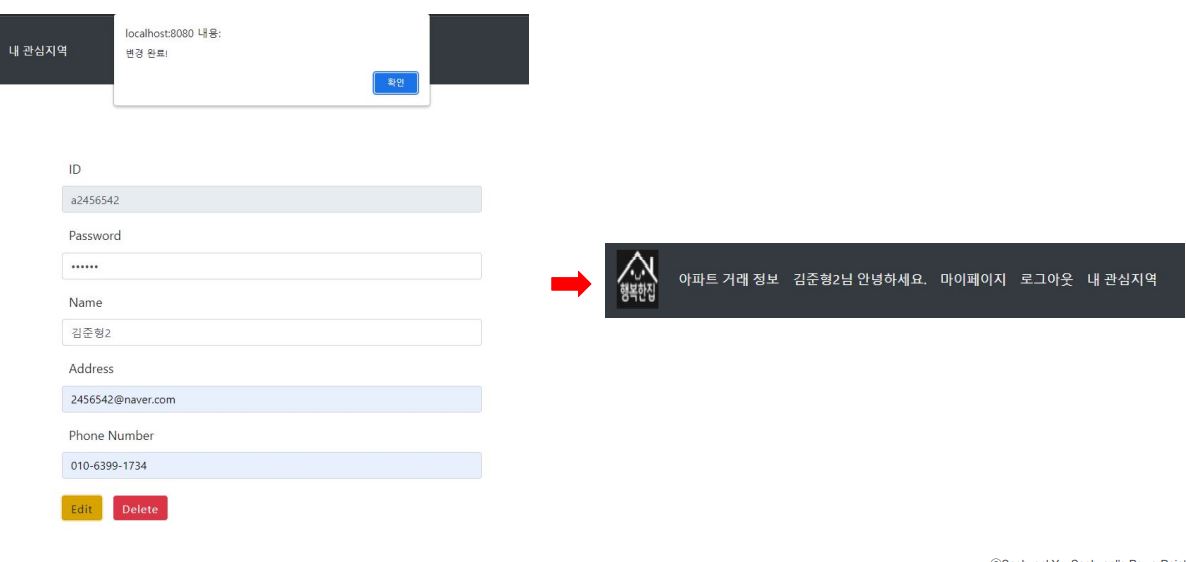 내 관심지역
localhost:8080 내용:
변경 완료!
확인
ID
a2456542
Password
••••••
Name
김준형2
Address
2456542@naver.com
Phone Number
010-6399-1734
Edit Delete
행복한집
아파트 거래 정보 김준형2님 안녕하세요. 마이페이지 로그아웃 내 관심지역